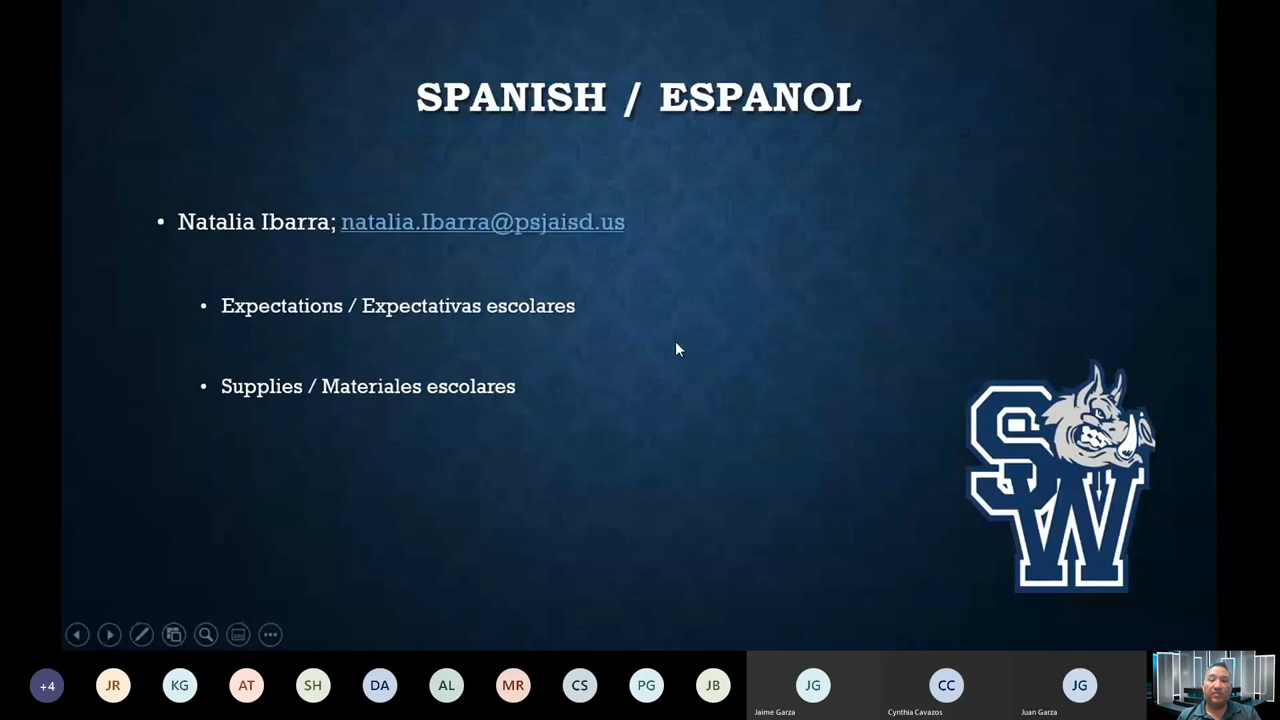 SPANISH / ESPANOL
• Natalia Ibarra; natalia.Ibarra@psjaisd.us
• Expectations / Expectativas escolares
• Supplies / Materiales escolares
SW
+4 JR KG AT SH DA AL MR CS PG JB JG CC JG
Jaime Garza Cynthia Cavazos Juan Garza